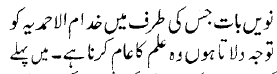 نویں بات جس کی طرف میں خدام الاحمدیہ کو
توجہ دلاتا ہوں وہ علم کا عام کرنا ہے۔ میں پہلے